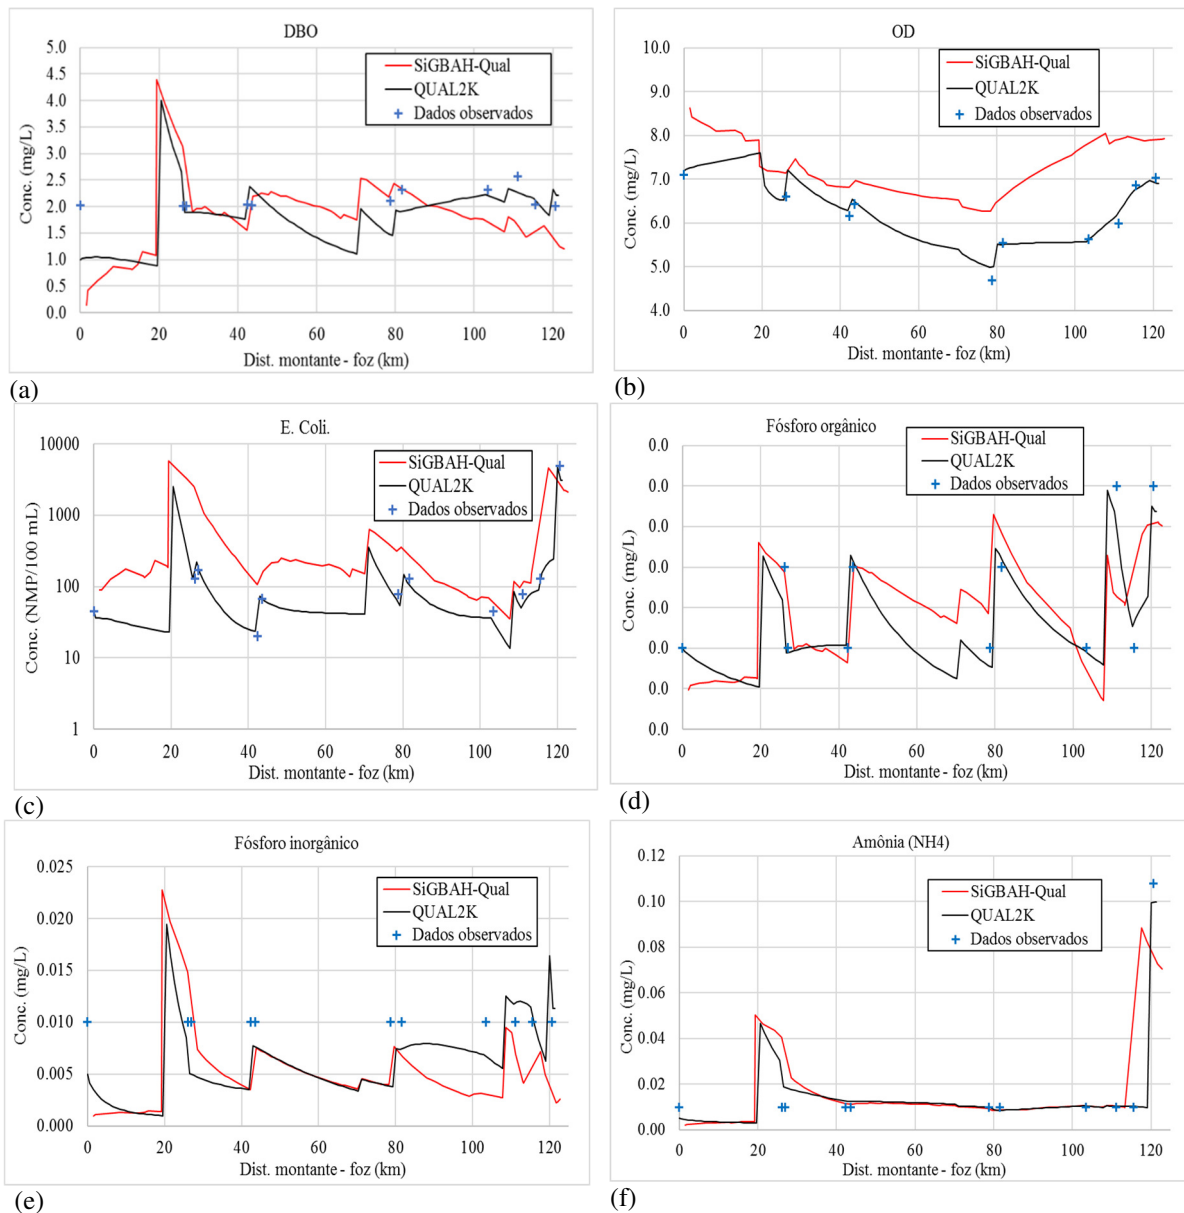 DBO
5.0
4.5
4.0
3.5
3.0
2.5
2.0
1.5
1.0
0.5
0.0
Conc. (mg/L)
SiGBAH-Qual
QUAL2K
Dados observados
0 20 40 60 80 100 120
Dist. montante - foz (km)
(a)
OD
10.0
9.0
8.0
7.0
6.0
5.0
4.0
Conc. (mg/L)
SiGBAH-Qual
QUAL2K
Dados observados
0 20 40 60 80 100 120
Dist. montante - foz (km)
(b)
E. Coli.
10000
1000
100
10
1
Conc. (NMP/100 mL)
SiGBAH-Qual
QUAL2K
Dados observados
0 20 40 60 80 100 120
Dist. montante - foz (km)
(c)
Fósforo orgânico
0.0
0.0
0.0
0.0
0.0
0.0
0.0
0.0
Conc. (mg/L)
SiGBAH-Qual
QUAL2K
Dados observados
0 20 40 60 80 100 120
Dist. montante - foz (km)
(d)
Fósforo inorgânico
0.025
0.020
0.015
0.010
0.005
0.000
Conc. (mg/L)
SiGBAH-Qual
QUAL2K
Dados observados
0 20 40 60 80 100 120
Dist. montante - foz (km)
(e)
Amônia (NH4)
0.12
0.10
0.08
0.06
0.04
0.02
0.00
Conc. (mg/L)
SiGBAH-Qual
QUAL2K
Dados observados
0 20 40 60 80 100 120
Dist. montante - foz (km)
(f)